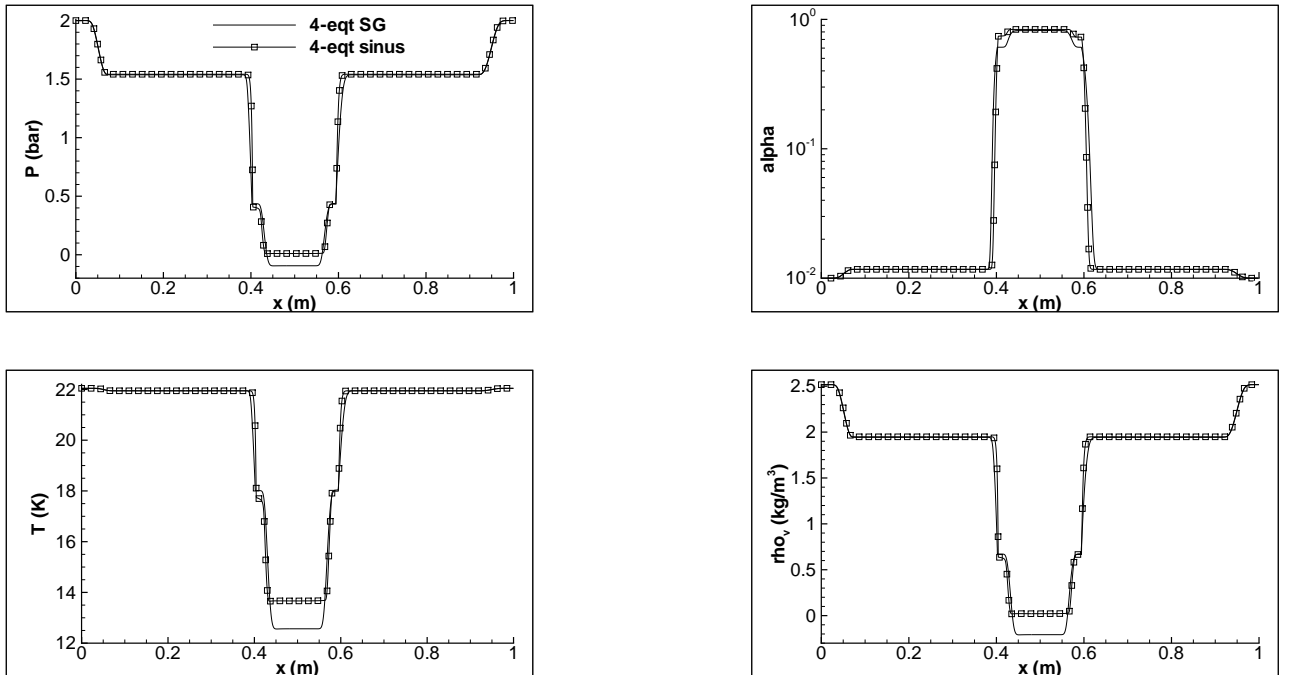 4-eqt SG
4-eqt sinus
P (bar)
2
1.5
1
0.5
0
0 0.2 0.4 0.6 0.8 1
x (m)
alpha
10^0
10^-1
10^-2
0.2 0.4 0.6 0.8 1
x (m)
T (K)
22
20
18
16
14
12
0 0.2 0.4 0.6 0.8 1
x (m)
rho_v (kg/m^3)
2.5
2
1.5
1
0.5
0
0 0.2 0.4 0.6 0.8 1
x (m)